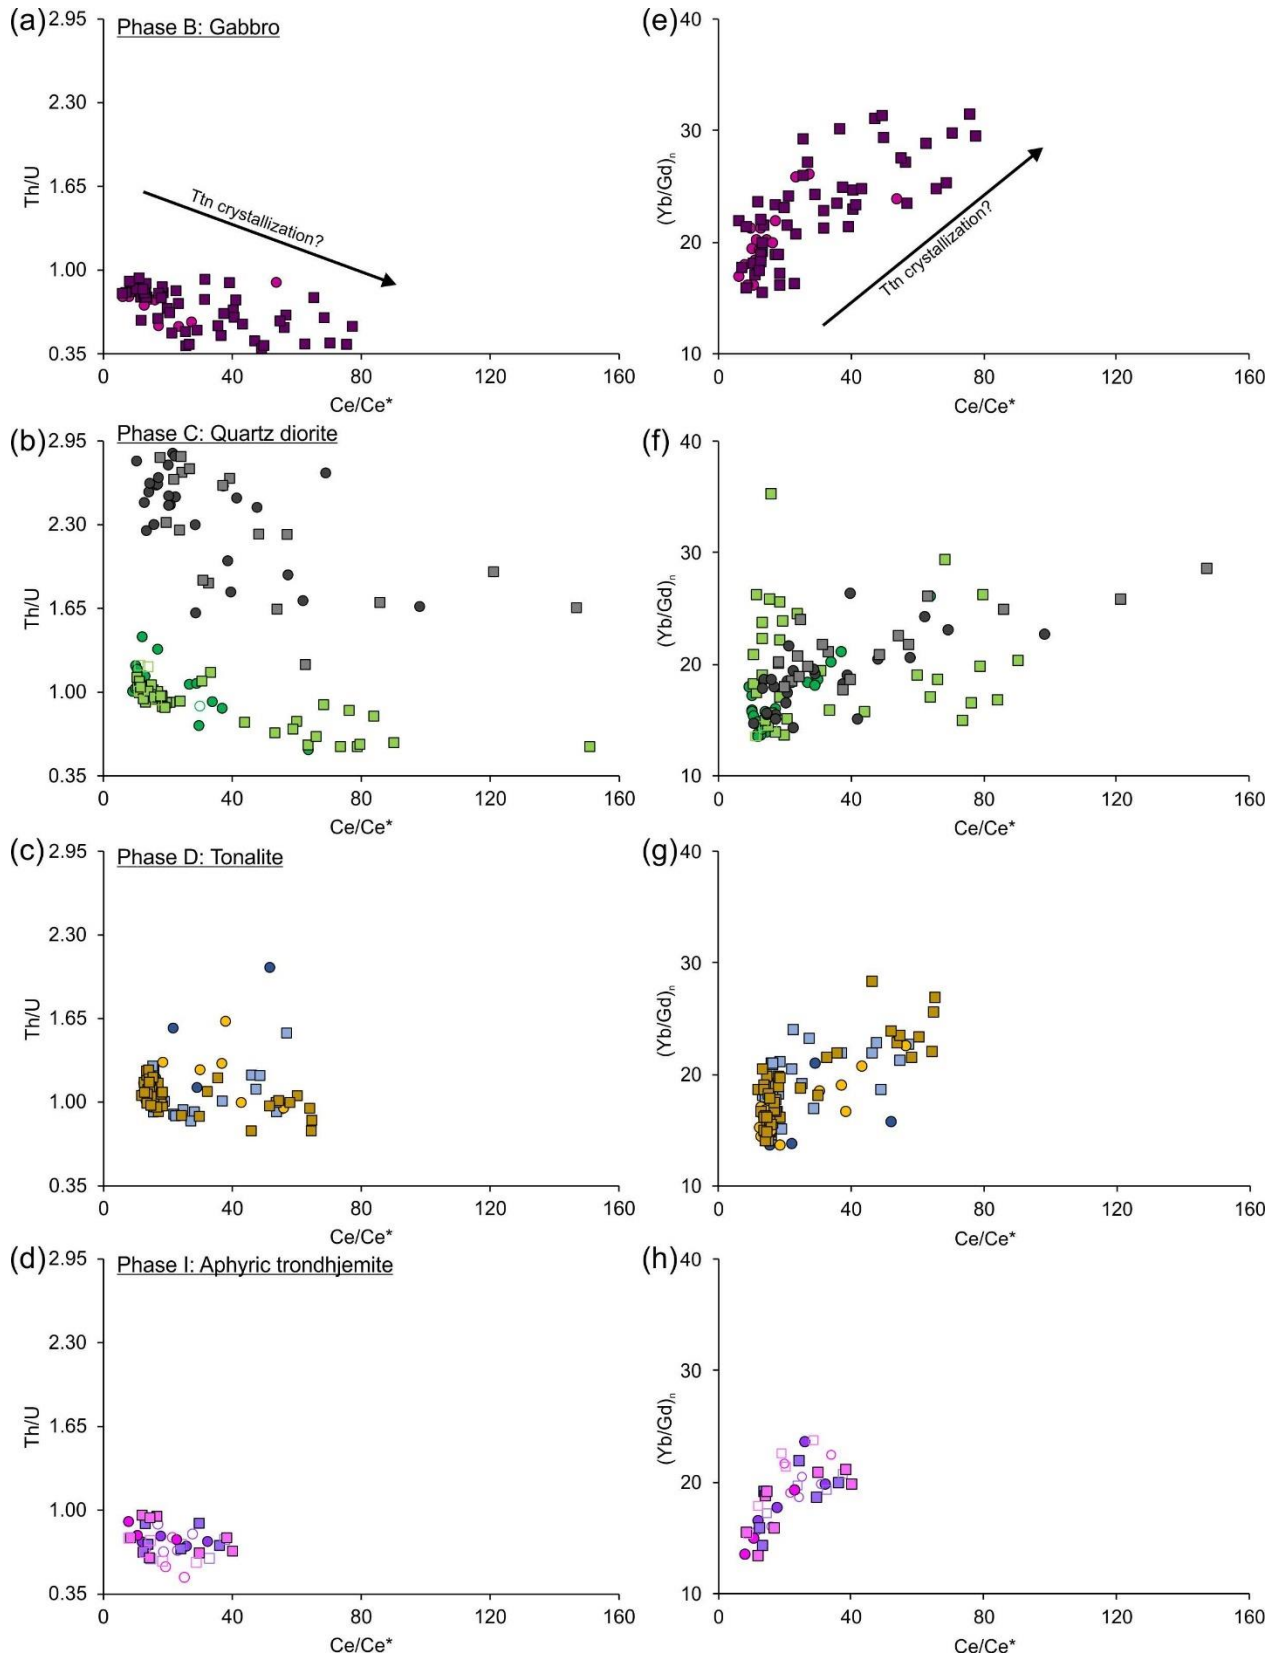 (a)
Phase B: Gabbro
2.95
2.30
1.65
1.00
0.35
Th/U
Ttn crystallization?
0
40
80
120
160
Ce/Ce*
(e)
40
30
20
10
(Yb/Gd)n
Ttn crystallization?
0
40
80
120
160
Ce/Ce*
(b)
Phase C: Quartz diorite
2.95
2.30
1.65
1.00
0.35
Th/U
0
40
80
120
160
Ce/Ce*
(f)
40
30
20
10
(Yb/Gd)n
0
40
80
120
160
Ce/Ce*
(c)
Phase D: Tonalite
2.95
2.30
1.65
1.00
0.35
Th/U
0
40
80
120
160
Ce/Ce*
(g)
40
30
20
10
(Yb/Gd)n
0
40
80
120
160
Ce/Ce*
(d)
Phase I: Aphyric trondhjemite
2.95
2.30
1.65
1.00
0.35
Th/U
0
40
80
120
160
Ce/Ce*
(h)
40
30
20
10
(Yb/Gd)n
0
40
80
120
160
Ce/Ce*